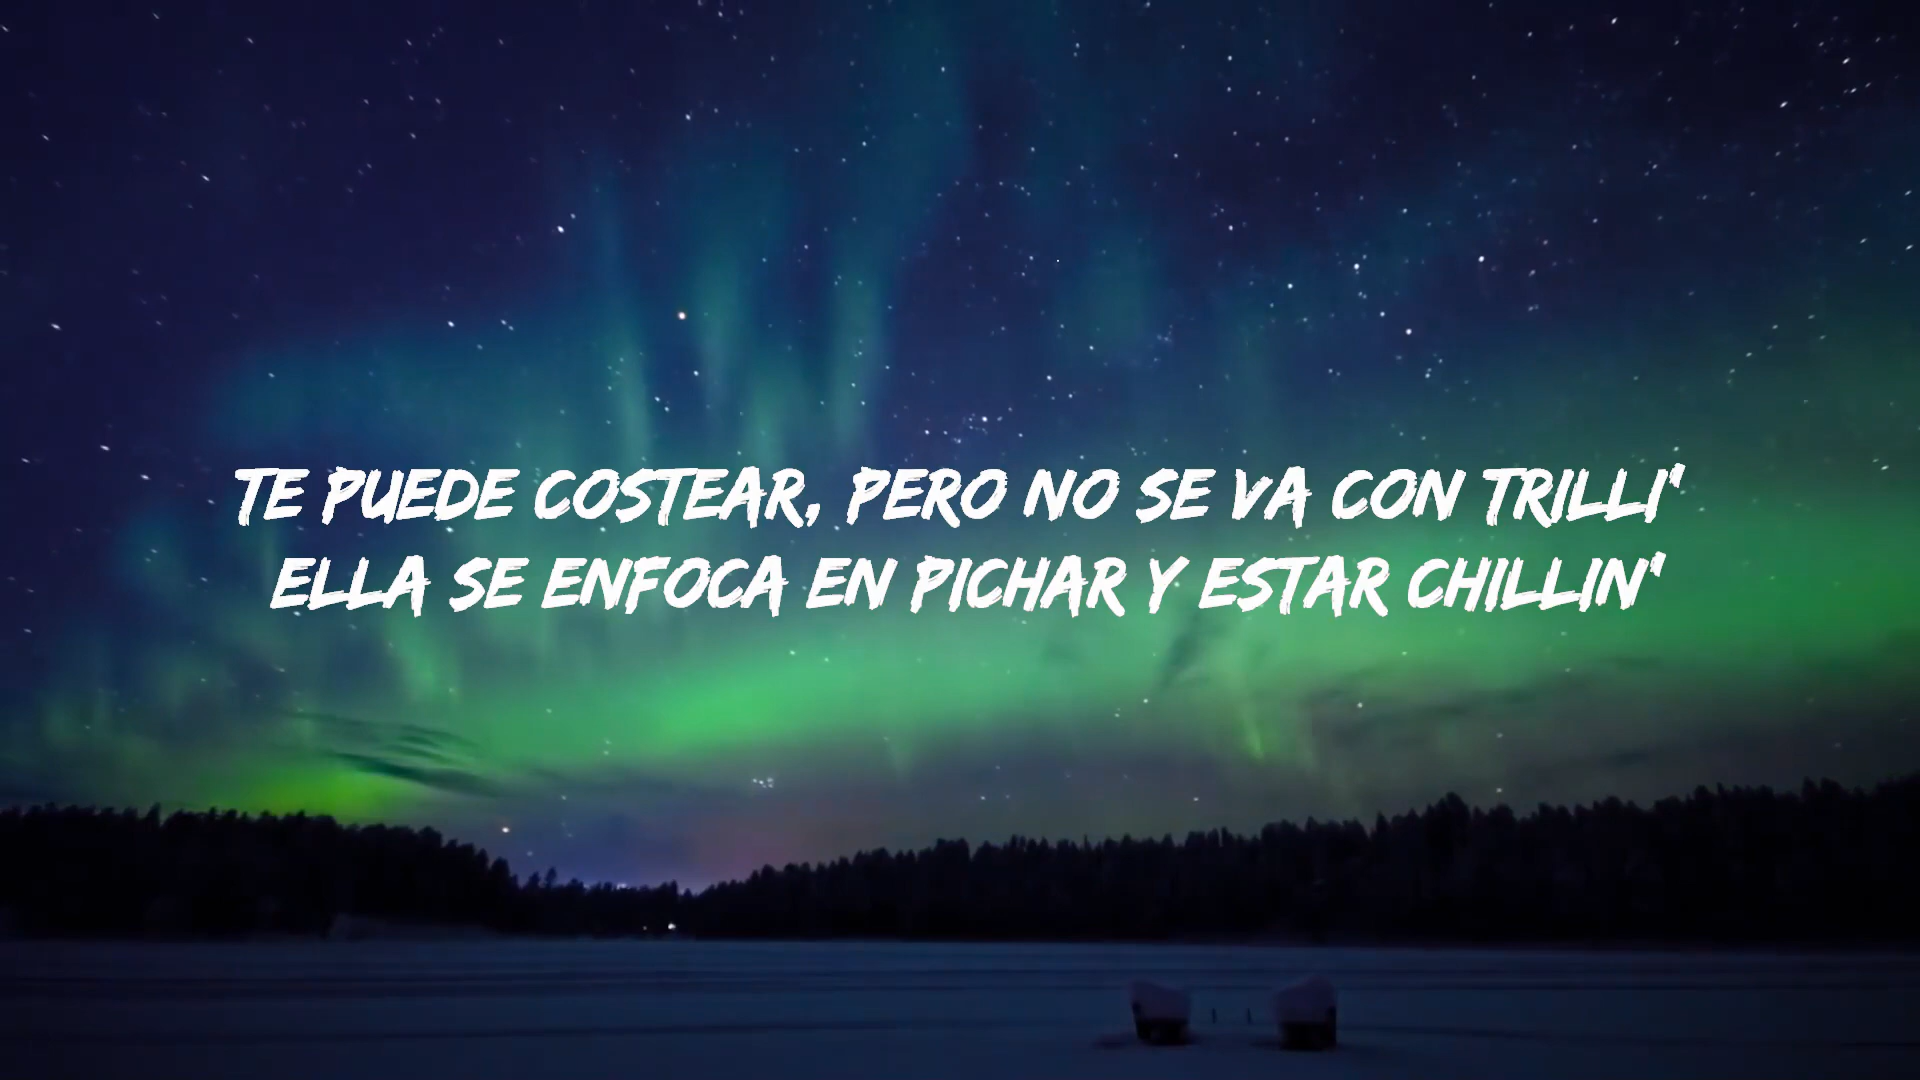 TE PUEDE COSTEAR, PERO NO SE VA CON TRILLI'
ELLA SE ENFOCA EN PICHAR Y ESTAR CHILLIN'